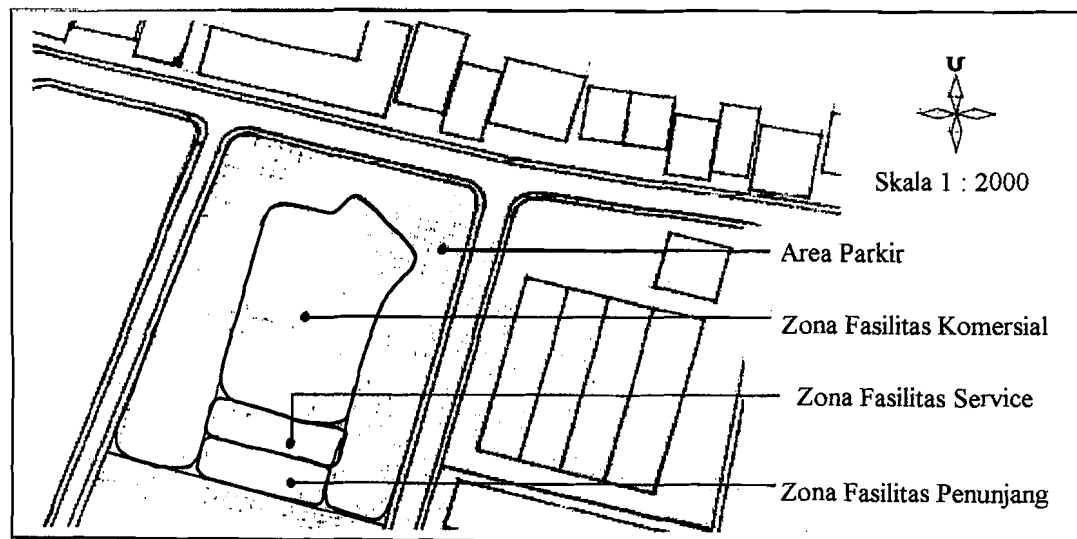 U
Skala 1 : 2000
Area Parkir
Zona Fasilitas Komersial
Zona Fasilitas Service
Zona Fasilitas Penunjang